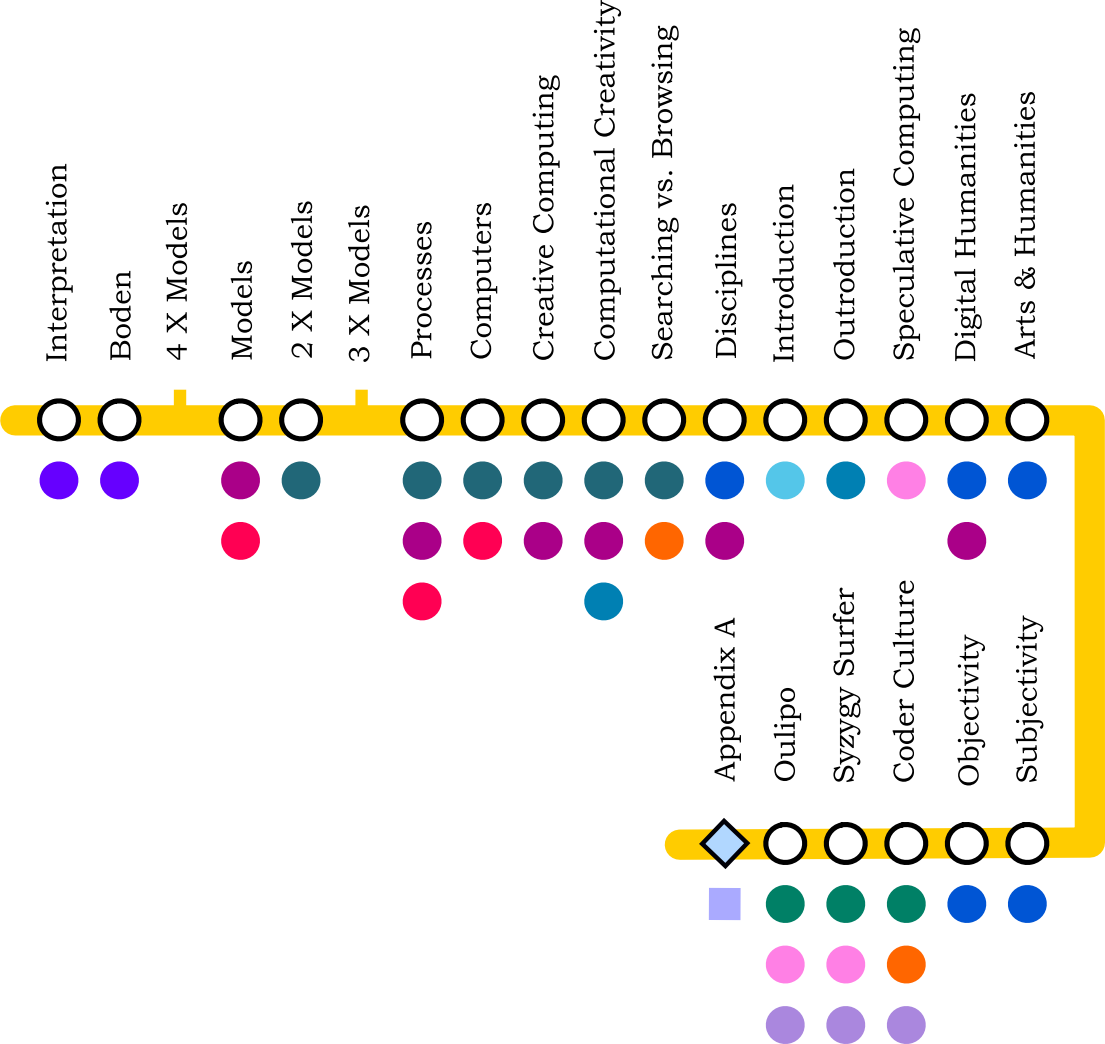 Interpretation
Boden
4 X Models
Models
2 X Models
3 X Models
Processes
Computers
Creative Computing
Computational Creativity
Searching vs. Browsing
Disciplines
Introduction
Outroduction
Speculative Computing
Digital Humanities
Arts & Humanities
Appendix A
Oulipo
Syzygy Surfer
Coder Culture
Objectivity
Subjectivity